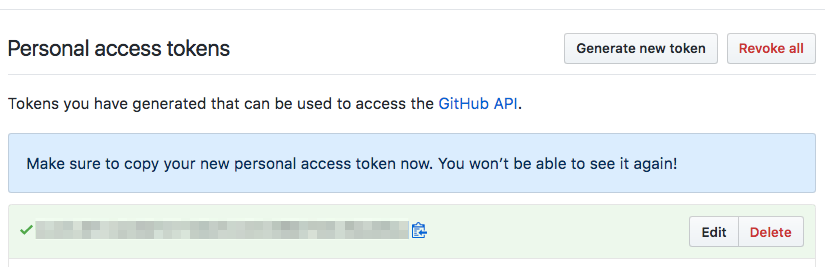 Personal access tokens
Generate new token
Revoke all
Tokens you have generated that can be used to access the GitHub API.
Make sure to copy your new personal access token now. You won’t be able to see it again!
Edit
Delete